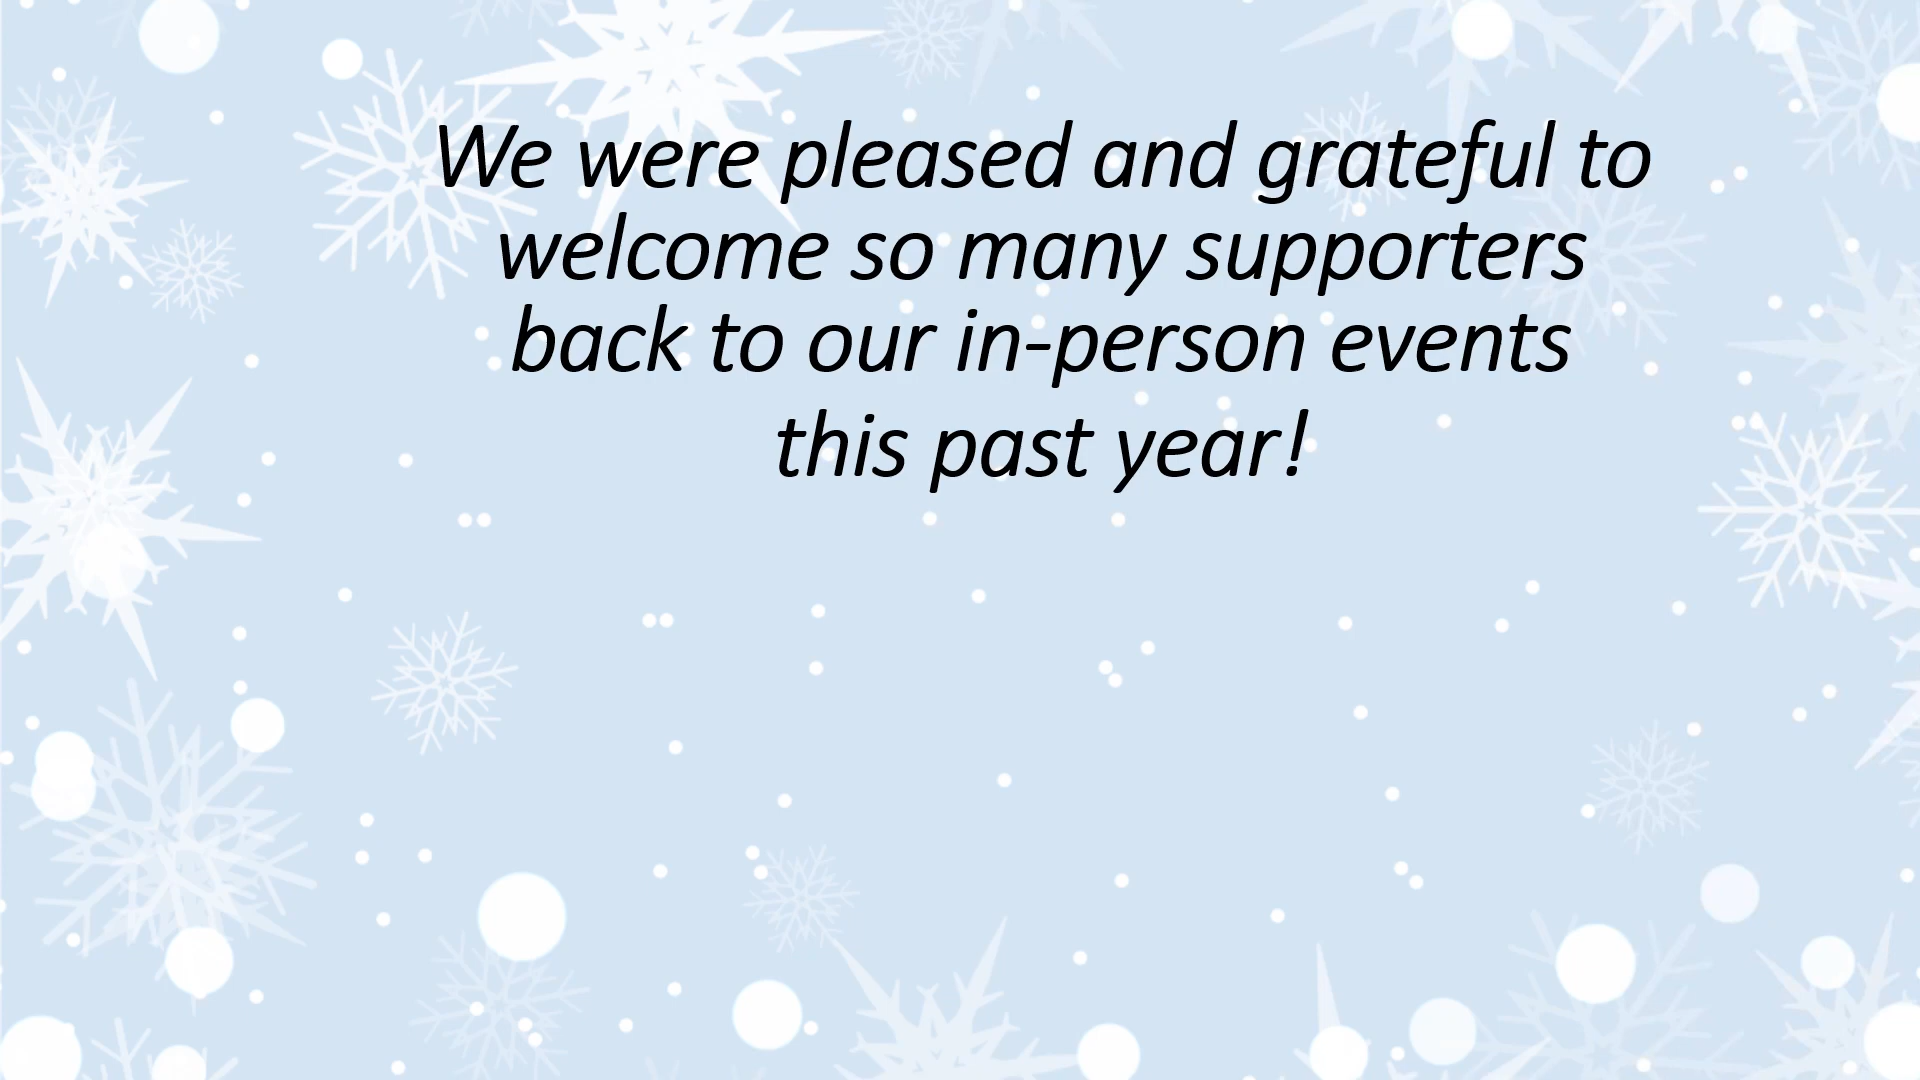 We were pleased and grateful to
welcome so many supporters
back to our in-person events
this past year!